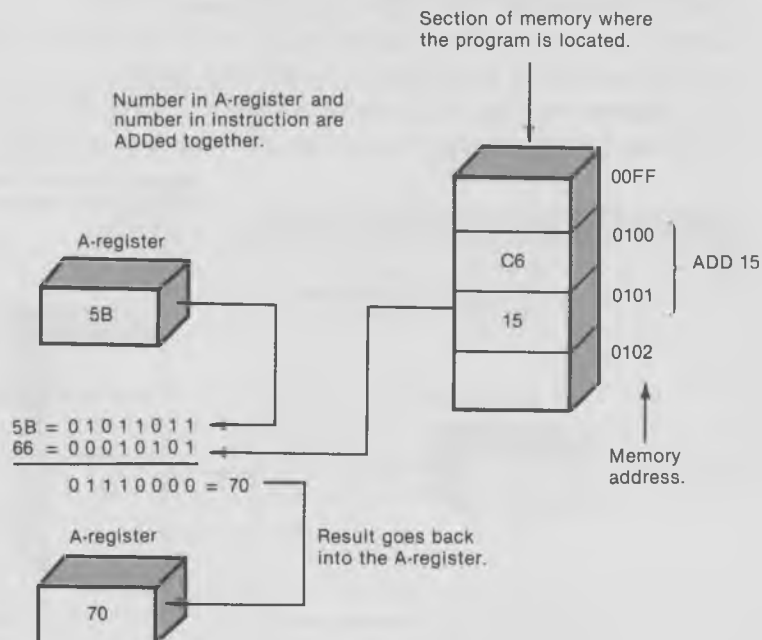 Section of memory where
the program is located.
Number in A-register and
number in instruction are
ADDed together.
00FF
A-register
0100
C6
ADD 15
5B
0101
15
0102
5B = 0 1 0 1 1 0 1 1
66 = 0 0 0 1 0 1 0 1
0 1 1 1 0 0 0 0 = 70
Memory
address.
A-register
Result goes back
into the A-register.
70